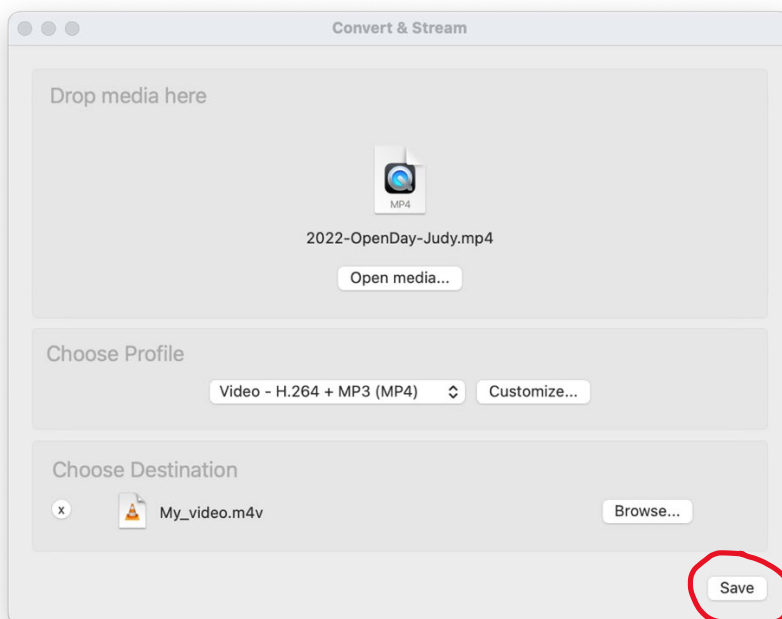 Convert & Stream
Drop media here
MP4
2022-OpenDay-Judy.mp4
Open media...
Choose Profile
Video - H.264 + MP3 (MP4)
Customize...
Choose Destination
x
My_video.m4v
Browse...
Save